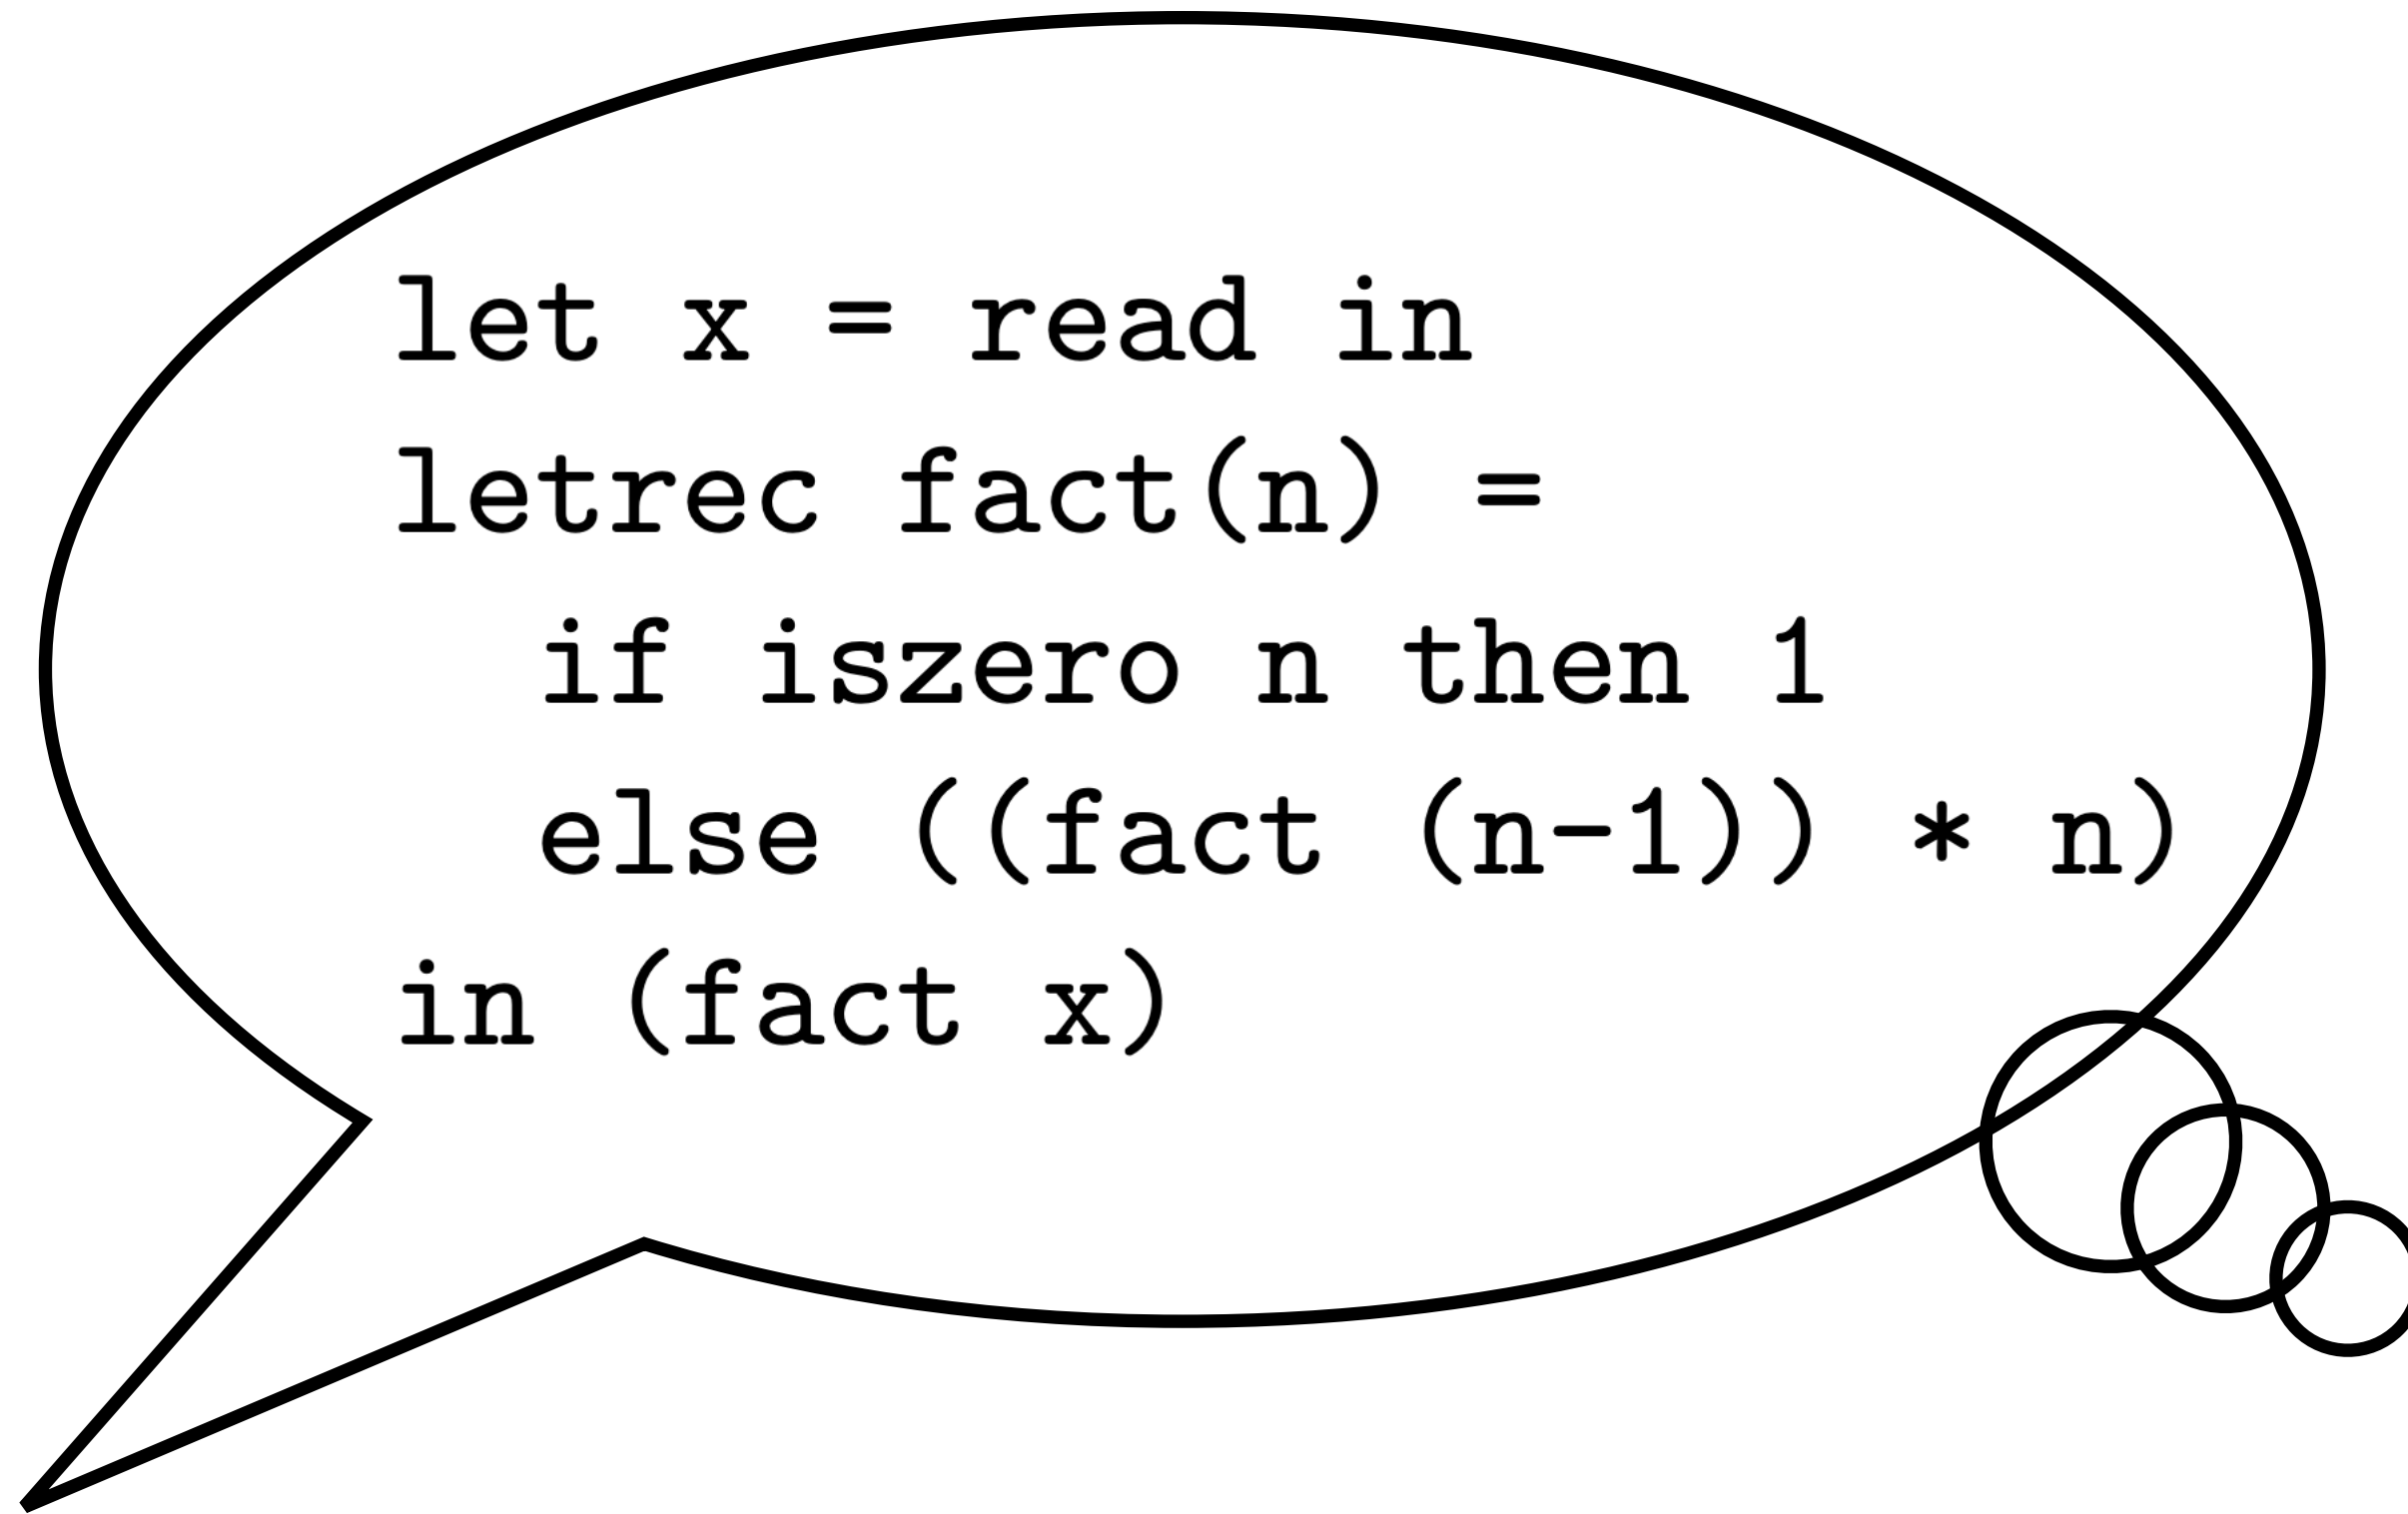 let x = read in
letrec fact(n) =
  if iszero n then 1
  else ((fact (n-1)) * n)
in (fact x)